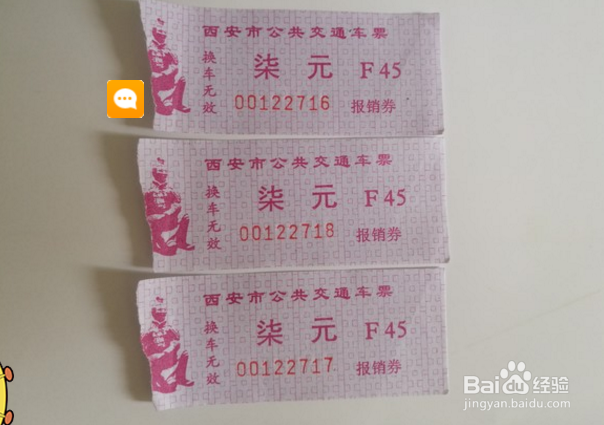 西安市公共交通车票
换车无效
柒元 F45
00122716 报销券
西安市公共交通车票
换车无效
柒元 F45
00122718 报销券
西安市公共交通车票
换车无效
柒元 F45
00122717 报销券
Baidu经验
jingyan.baidu.com